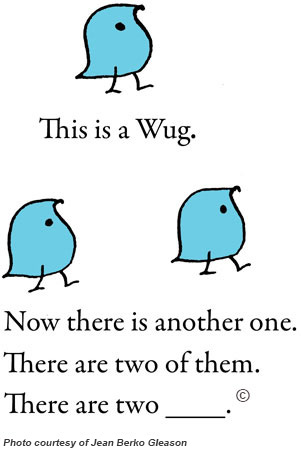 This is a Wug.
Now there is another one.
There are two of them.
There are two ____. ©
Photo courtesy of Jean Berko Gleason